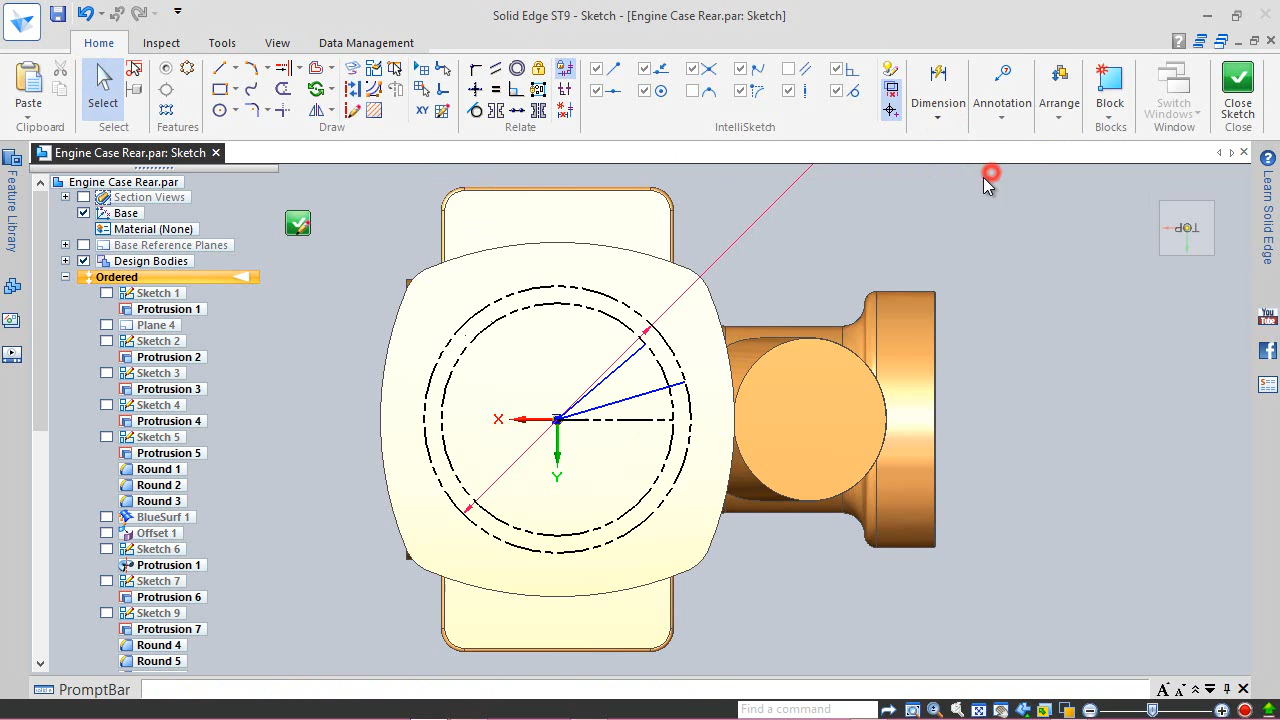 Solid Edge ST9 - Sketch - [Engine Case Rear.par: Sketch]
Home
Inspect
Tools
View
Data Management
Paste
Select
Dimension
Annotation
Arrange
Block
Switch
Windows
Close
Sketch
Clipboard
Select
Features
Draw
Relate
IntelliSketch
Blocks
Window
Close
Engine Case Rear.par: Sketch
Feature Library
Learn Solid Edge
Engine Case Rear.par
Section Views
Base
Material (None)
Base Reference Planes
Design Bodies
Ordered
Sketch 1
Protrusion 1
Plane 4
Sketch 2
Protrusion 2
Sketch 3
Protrusion 3
Sketch 4
Protrusion 4
Sketch 5
Protrusion 5
Round 1
Round 2
Round 3
BlueSurf 1
Offset 1
Sketch 6
Protrusion 1
Sketch 7
Protrusion 6
Sketch 9
Protrusion 7
Round 4
Round 5
TOP
X
Y
You
Tube
PromptBar
Find a command